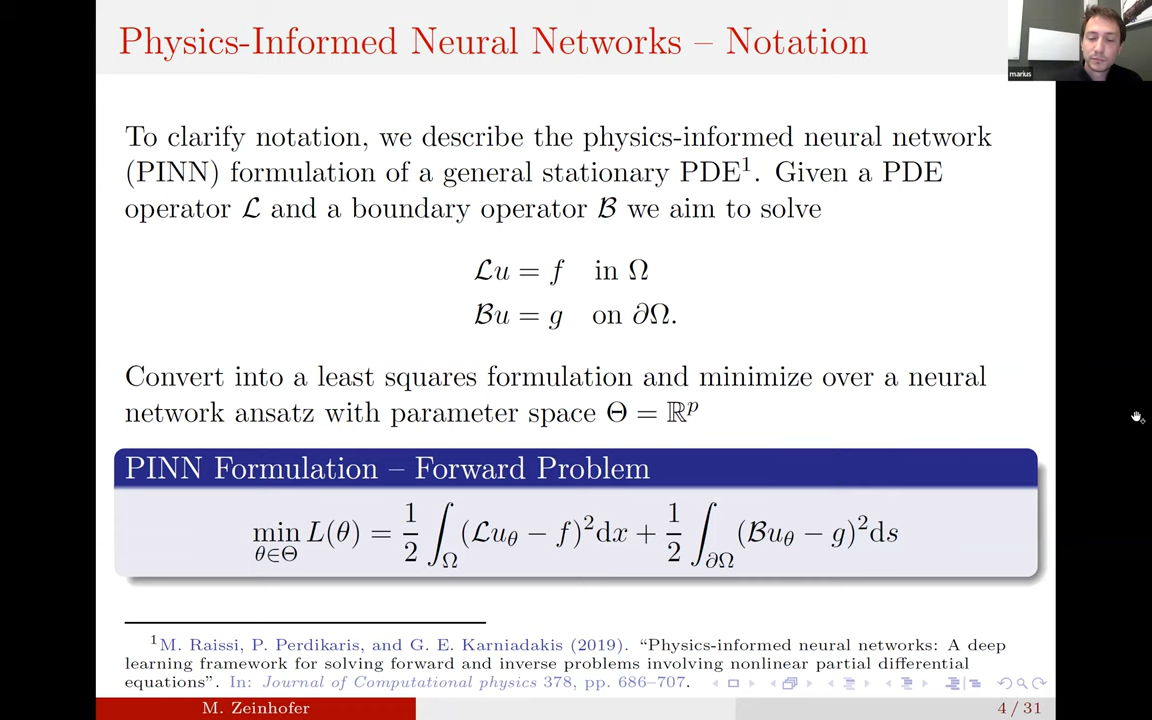 Physics-Informed Neural Networks – Notation
marius
To clarify notation, we describe the physics-informed neural network
(PINN) formulation of a general stationary PDE¹. Given a PDE
operator ℒ and a boundary operator ℬ we aim to solve
ℒu = f in Ω
ℬu = g on ∂Ω.
Convert into a least squares formulation and minimize over a neural
network ansatz with parameter space Θ = ℝᵖ
PINN Formulation – Forward Problem
min_{θ∈Θ} L(θ) = 1/2 ∫_Ω (ℒu_θ − f)²dx + 1/2 ∫_∂Ω (ℬu_θ − g)²ds
¹M. Raissi, P. Perdikaris, and G. E. Karniadakis (2019). “Physics-informed neural networks: A deep
learning framework for solving forward and inverse problems involving nonlinear partial differential
equations”. In: Journal of Computational physics 378, pp. 686–707.
M. Zeinhofer
4 / 31